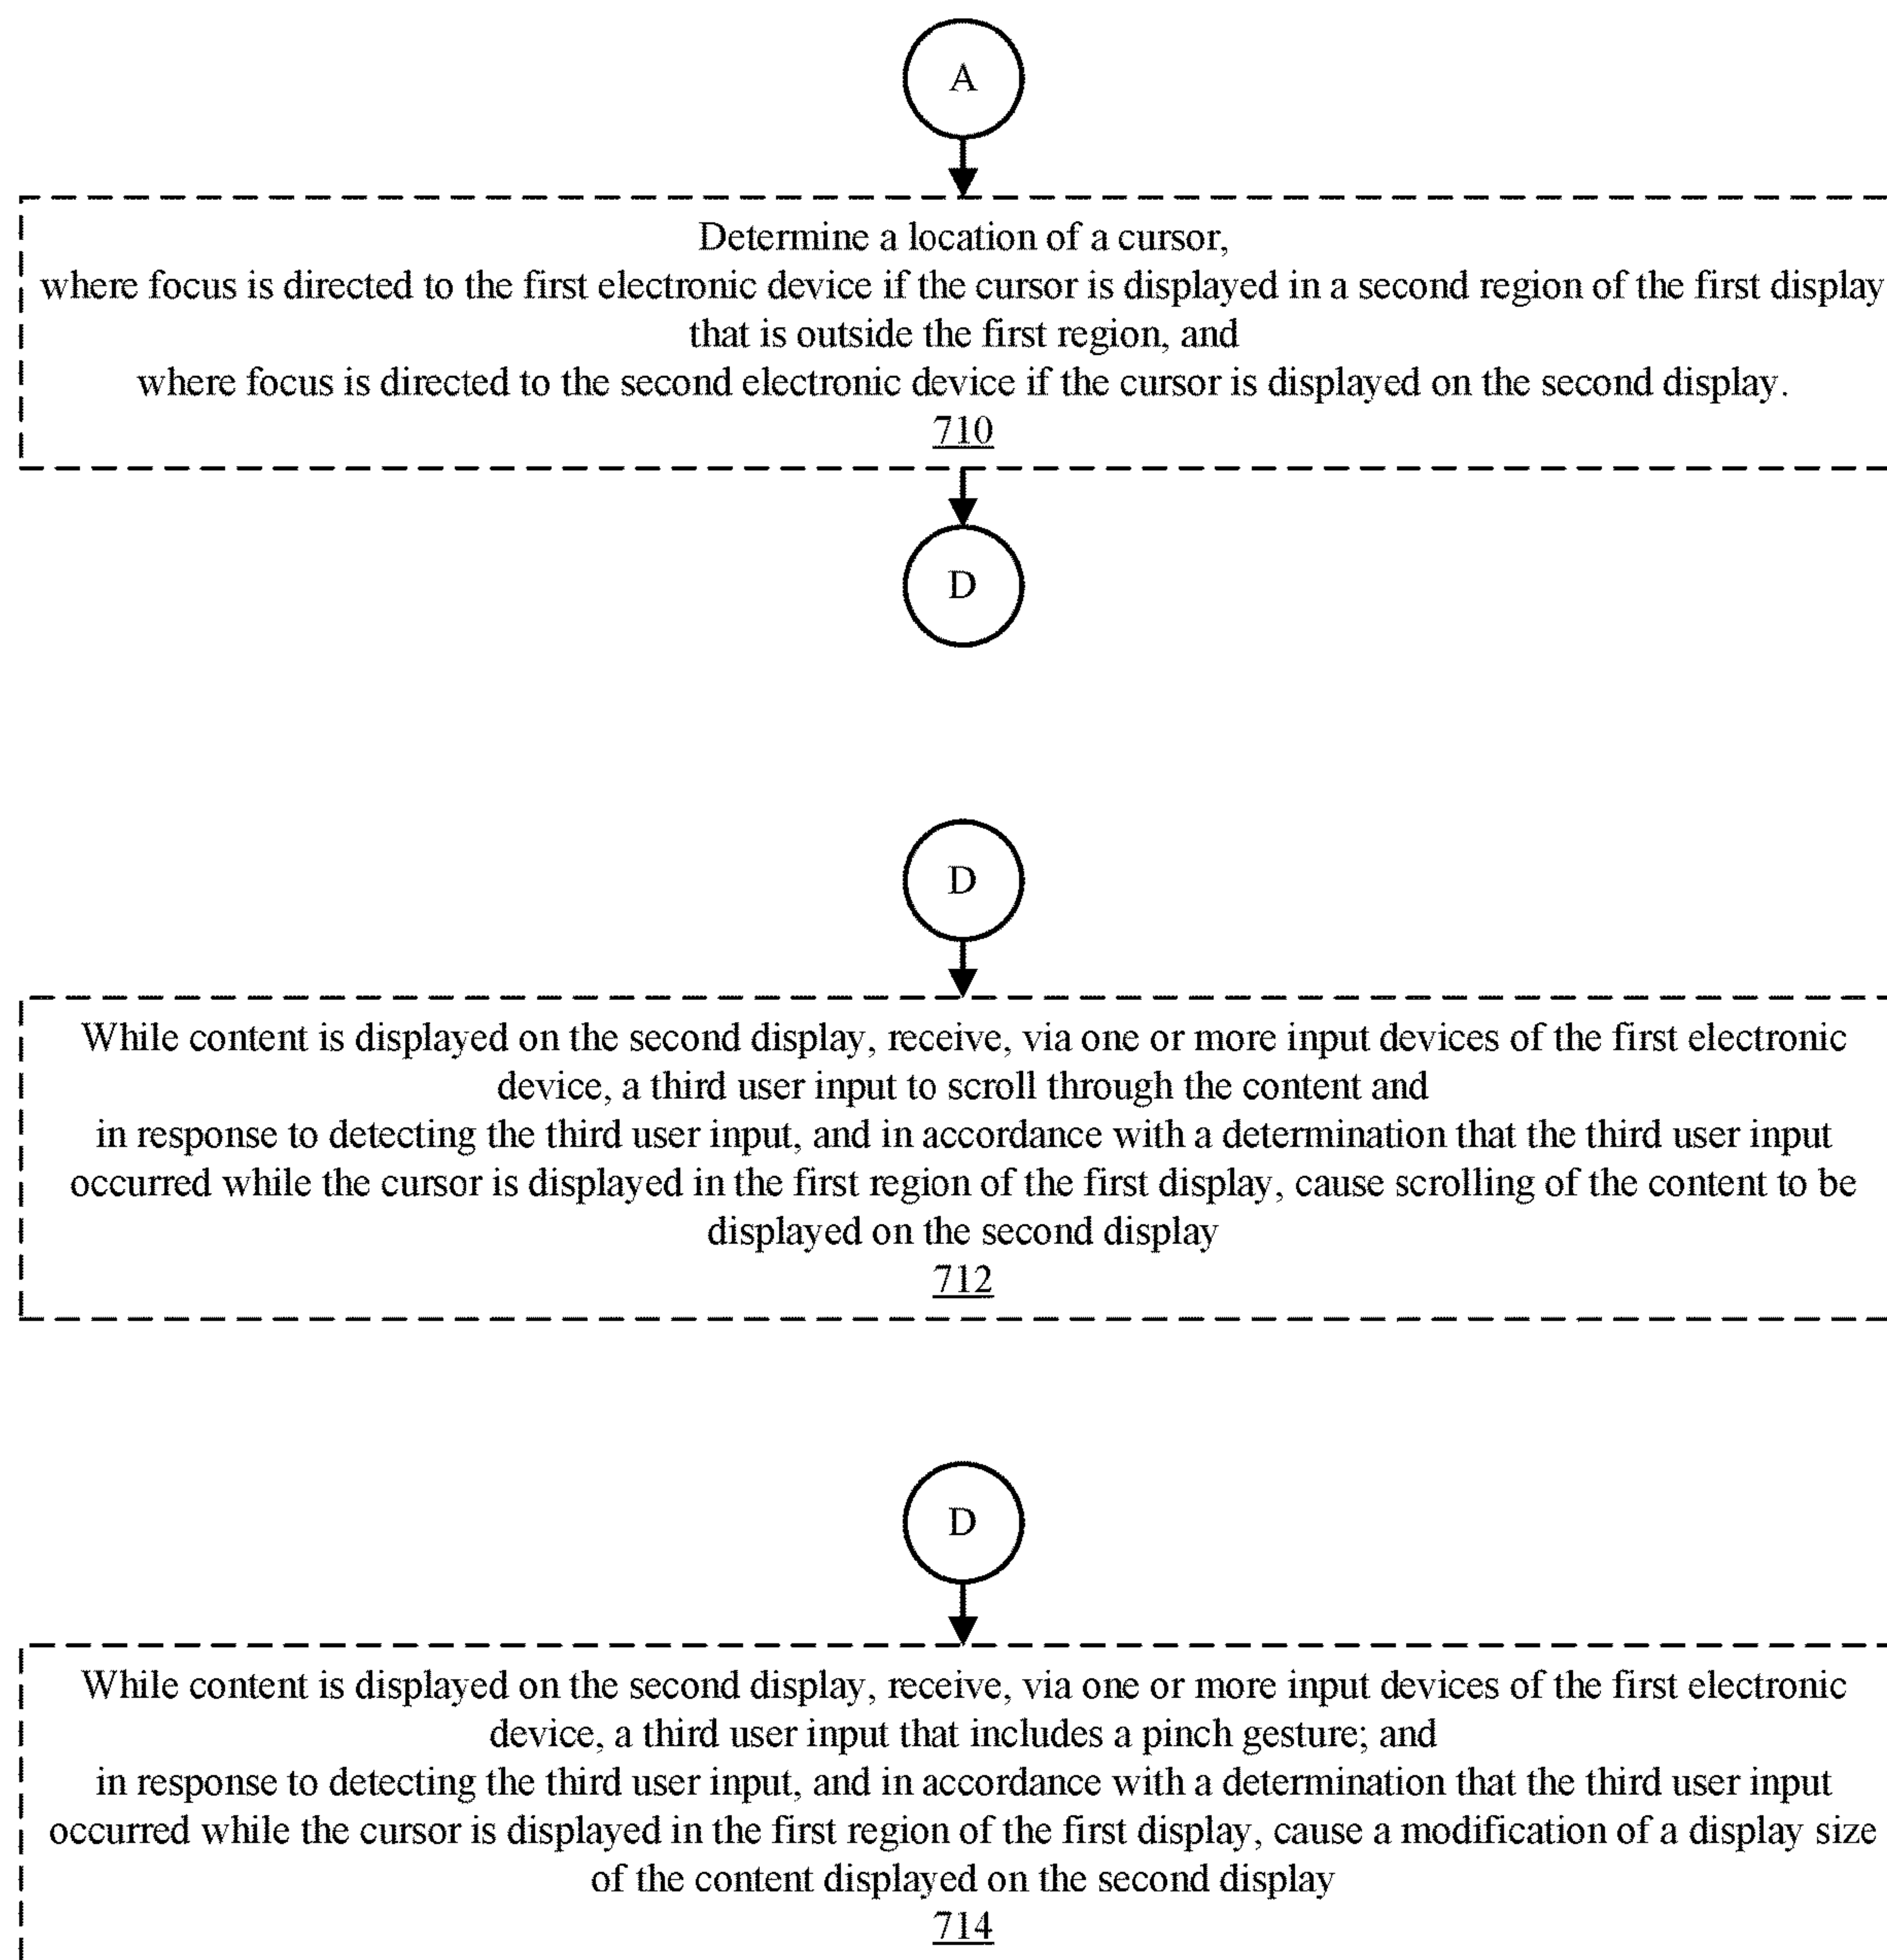 A
Determine a location of a cursor,
where focus is directed to the first electronic device if the cursor is displayed in a second region of the first display
that is outside the first region, and
where focus is directed to the second electronic device if the cursor is displayed on the second display.
710
D
D
While content is displayed on the second display, receive, via one or more input devices of the first electronic
device, a third user input to scroll through the content and
in response to detecting the third user input, and in accordance with a determination that the third user input
occurred while the cursor is displayed in the first region of the first display, cause scrolling of the content to be
displayed on the second display
712
D
While content is displayed on the second display, receive, via one or more input devices of the first electronic
device, a third user input that includes a pinch gesture; and
in response to detecting the third user input, and in accordance with a determination that the third user input
occurred while the cursor is displayed in the first region of the first display, cause a modification of a display size
of the content displayed on the second display
714